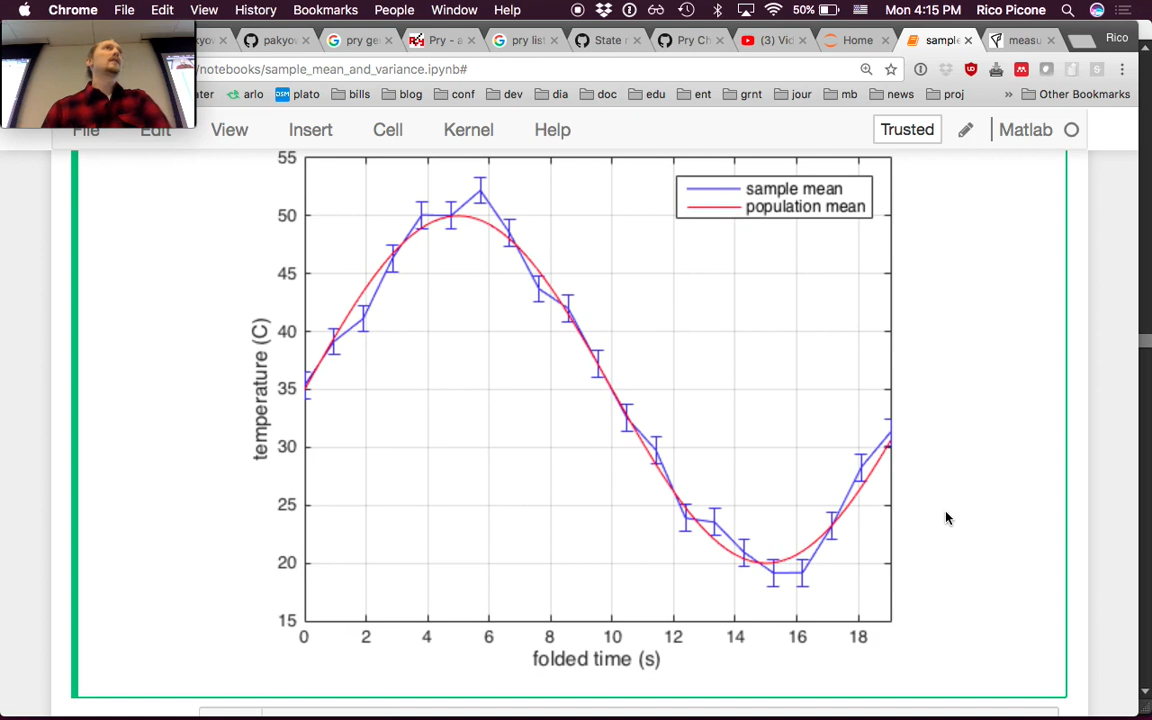 Chrome File Edit View History Bookmarks People Window Help 50% Mon 4:15 PM Rico Picone
pakyov pakyov pry ge Pry - a pry list State m Pry Ch (3) Vid Home sample measu Rico
/notebooks/sample_mean_and_variance.ipynb#
ater arlo DSM plato bills blog conf dev dia doc edu ent grnt jour mb news proj » Other Bookmarks
File Edit View Insert Cell Kernel Help Trusted Matlab
55
50
45
40
35
30
25
20
15
temperature (C)
sample mean
population mean
0 2 4 6 8 10 12 14 16 18
folded time (s)